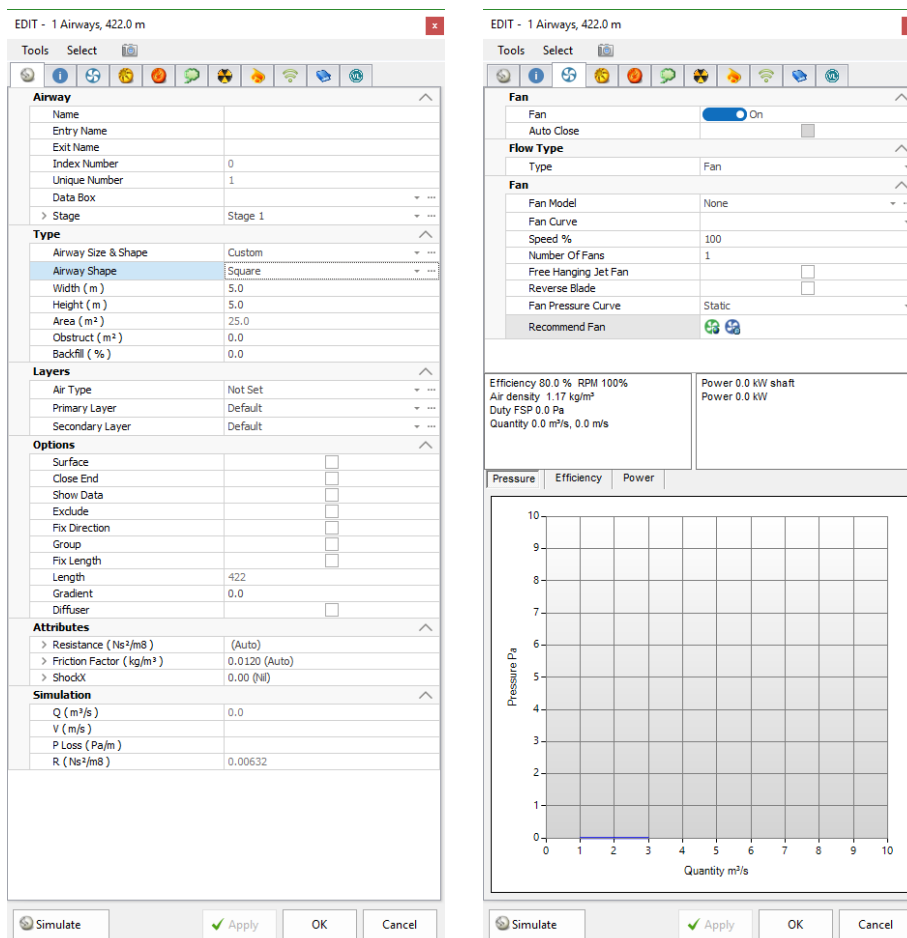 EDIT - 1 Airways, 422.0 m
x
Tools Select
Airway
Name
Entry Name
Exit Name
Index Number 0
Unique Number 1
Data Box
> Stage Stage 1
Type
Airway Size & Shape Custom
Airway Shape Square
Width ( m ) 5.0
Height ( m ) 5.0
Area ( m² ) 25.0
Obstruct ( m² ) 0.0
Backfill ( % ) 0.0
Layers
Air Type Not Set
Primary Layer Default
Secondary Layer Default
Options
Surface
Close End
Show Data
Exclude
Fix Direction
Group
Fix Length
Length 422
Gradient 0.0
Diffuser
Attributes
> Resistance ( Ns²/m8 ) (Auto)
> Friction Factor ( kg/m³ ) 0.0120 (Auto)
> ShockX 0.00 (Nil)
Simulation
Q ( m³/s ) 0.0
V ( m/s )
P Loss ( Pa/m )
R ( Ns²/m8 ) 0.00632
Simulate Apply OK Cancel
EDIT - 1 Airways, 422.0 m
Tools Select
Fan
Fan On
Auto Close
Flow Type
Type Fan
Fan
Fan Model None
Fan Curve
Speed % 100
Number Of Fans 1
Free Hanging Jet Fan
Reverse Blade
Fan Pressure Curve Static
Recommend Fan
Efficiency 80.0 % RPM 100%
Air density 1.17 kg/m³
Duty FSP 0.0 Pa
Quantity 0.0 m³/s, 0.0 m/s
Power 0.0 kW shaft
Power 0.0 kW
Pressure Efficiency Power
10
9
8
7
6
5
4
3
2
1
0
Pressure Pa
0 1 2 3 4 5 6 7 8 9 10
Quantity m³/s
Simulate Apply OK Cancel